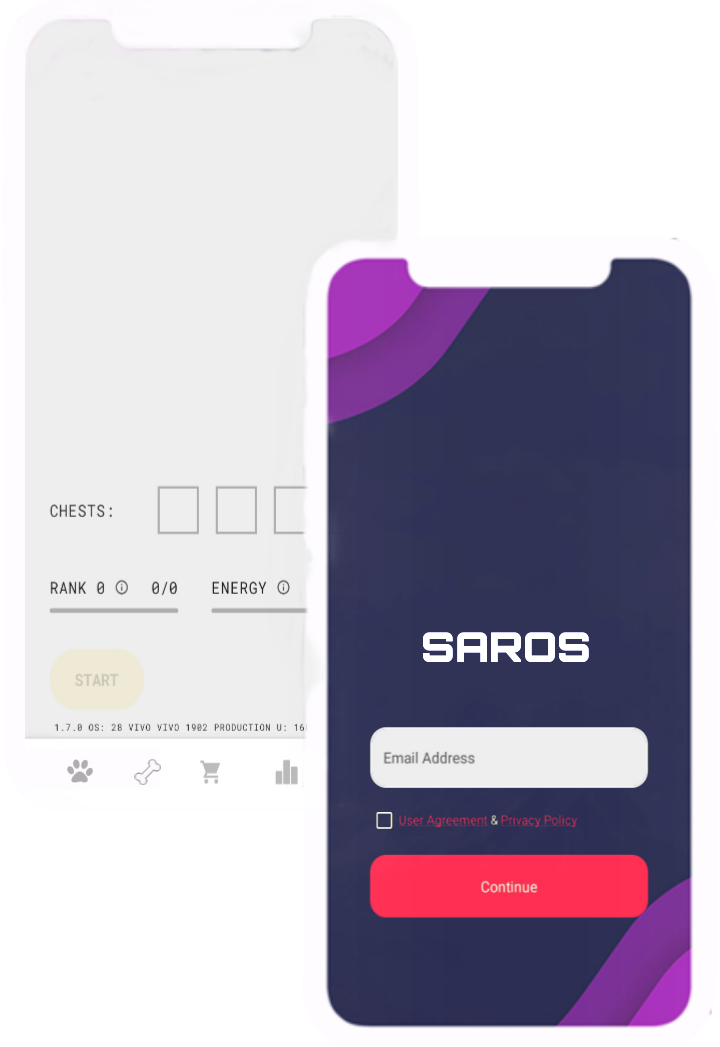 CHESTS:
RANK 0 0/0 ENERGY
START
1.7.0 OS: 28 VIVO VIVO 1902 PRODUCTION U: 16
SAROS
Email Address
User Agreement & Privacy Policy
Continue